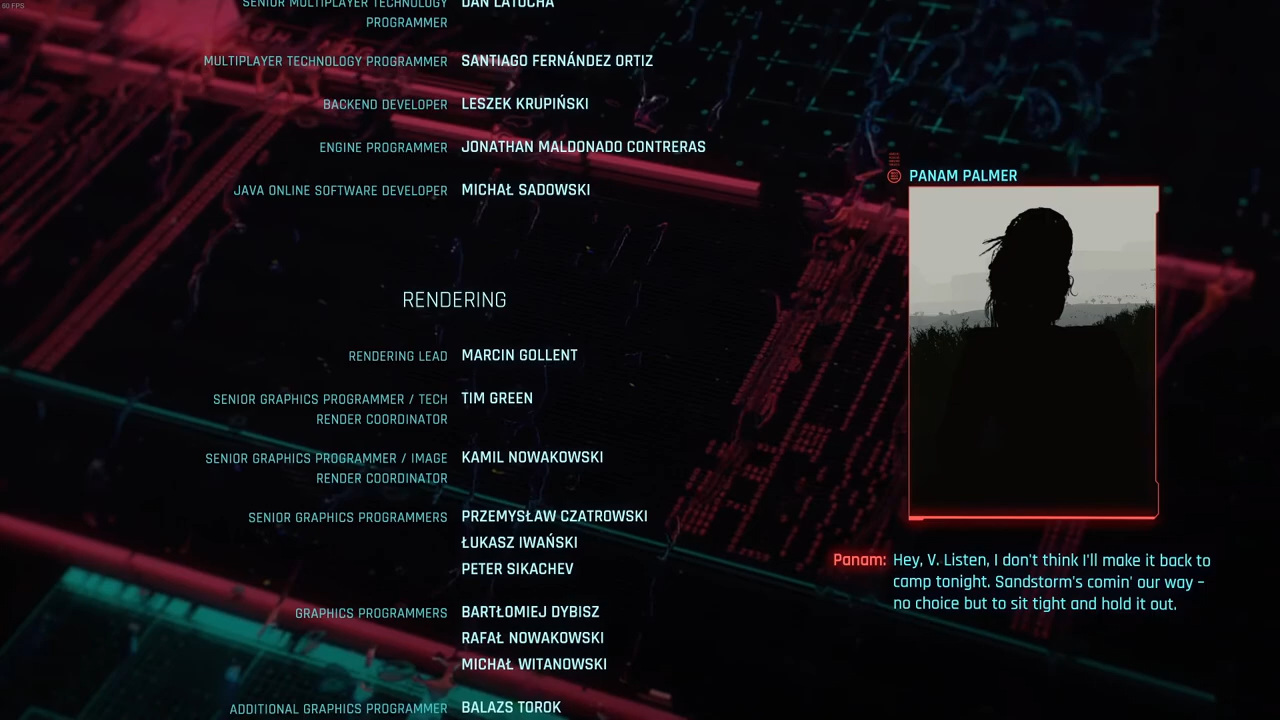 60 FPS
SENIOR MULTIPLAYER TECHNOLOGY DAN LATOCHA
PROGRAMMER
MULTIPLAYER TECHNOLOGY PROGRAMMER SANTIAGO FERNÁNDEZ ORTIZ
BACKEND DEVELOPER LESZEK KRUPIŃSKI
ENGINE PROGRAMMER JONATHAN MALDONADO CONTRERAS
JAVA ONLINE SOFTWARE DEVELOPER MICHAŁ SADOWSKI
RENDERING
RENDERING LEAD MARCIN GOLLENT
SENIOR GRAPHICS PROGRAMMER / TECH TIM GREEN
RENDER COORDINATOR
SENIOR GRAPHICS PROGRAMMER / IMAGE KAMIL NOWAKOWSKI
RENDER COORDINATOR
SENIOR GRAPHICS PROGRAMMERS PRZEMYSŁAW CZATROWSKI
ŁUKASZ IWAŃSKI
PETER SIKACHEV
GRAPHICS PROGRAMMERS BARTŁOMIEJ DYBISZ
RAFAŁ NOWAKOWSKI
MICHAŁ WITANOWSKI
ADDITIONAL GRAPHICS PROGRAMMER BALAZS TOROK
PANAM PALMER
Panam: Hey, V. Listen, I don't think I'll make it back to
camp tonight. Sandstorm's comin' our way –
no choice but to sit tight and hold it out.